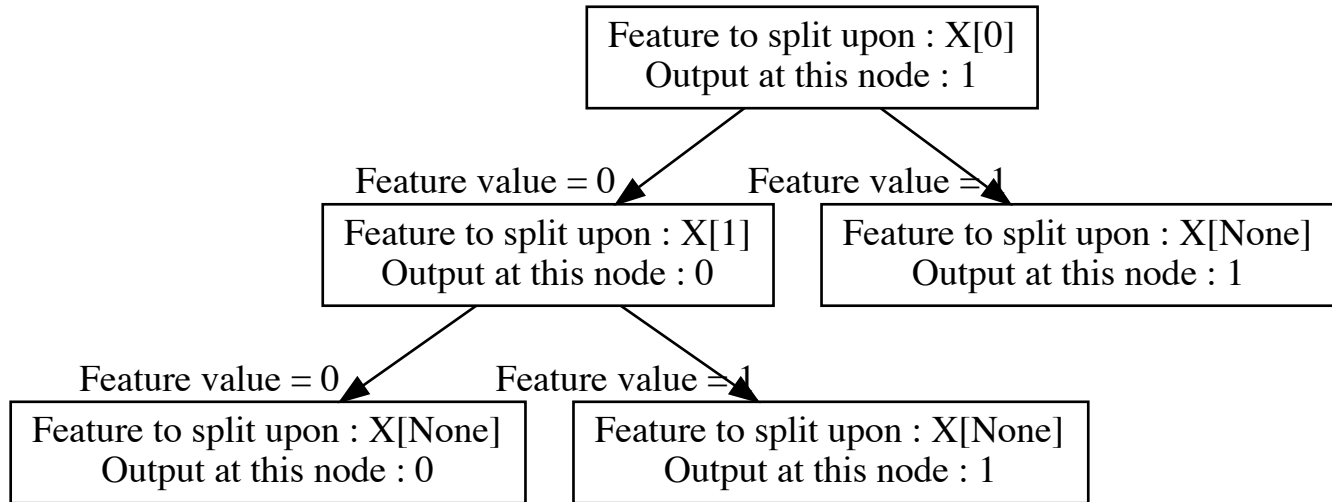 Feature to split upon : X[0]
Output at this node : 1
Feature value = 0
Feature value = 1
Feature to split upon : X[1]
Output at this node : 0
Feature to split upon : X[None]
Output at this node : 1
Feature value = 0
Feature value = 1
Feature to split upon : X[None]
Output at this node : 0
Feature to split upon : X[None]
Output at this node : 1